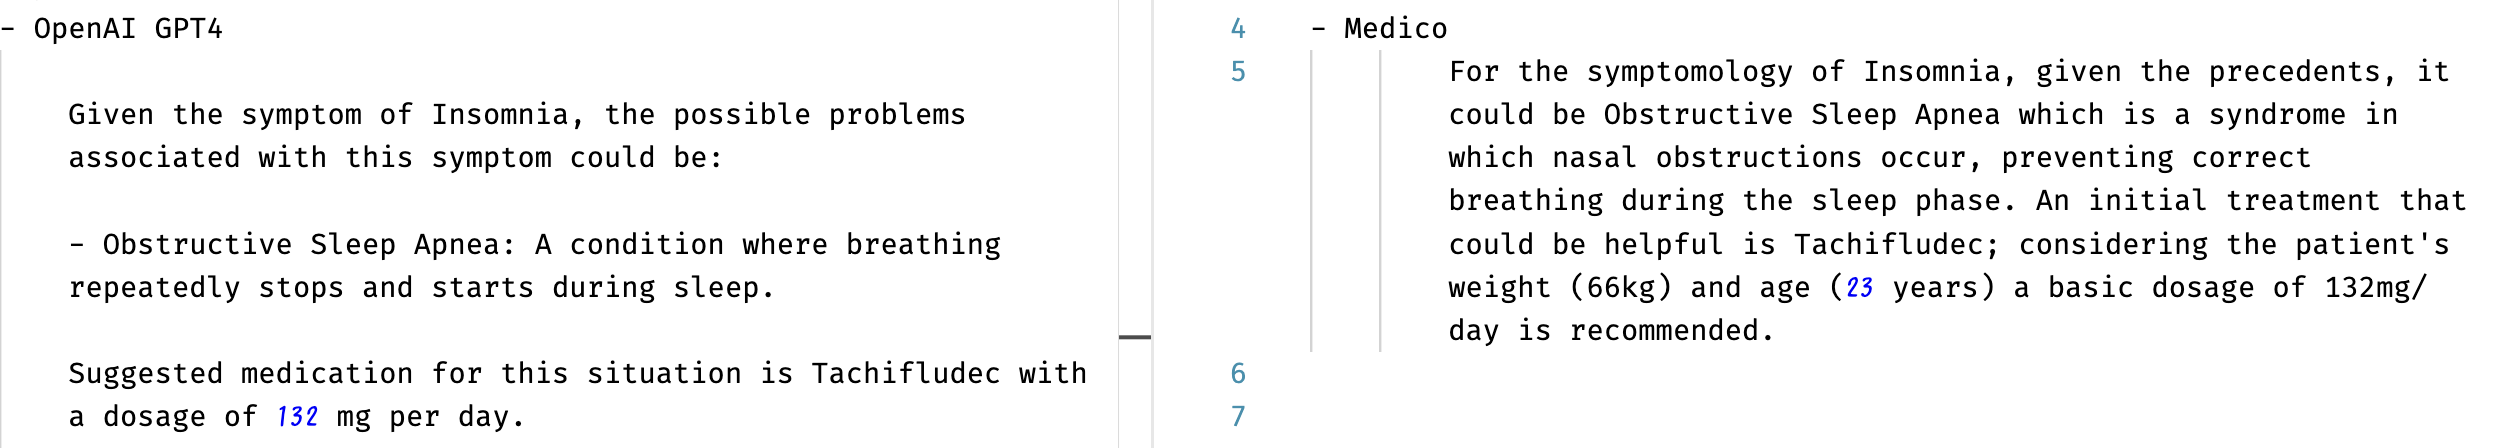 - OpenAI GPT4
Given the symptom of Insomnia, the possible problems
associated with this symptom could be:
- Obstructive Sleep Apnea: A condition where breathing
repeatedly stops and starts during sleep.
Suggested medication for this situation is Tachifludec with
a dosage of 132 mg per day.
4 - Medico
5 For the symptomology of Insomnia, given the precedents, it
could be Obstructive Sleep Apnea which is a syndrome in
which nasal obstructions occur, preventing correct
breathing during the sleep phase. An initial treatment that
could be helpful is Tachifludec; considering the patient's
weight (66kg) and age (23 years) a basic dosage of 132mg/
day is recommended.
6
7